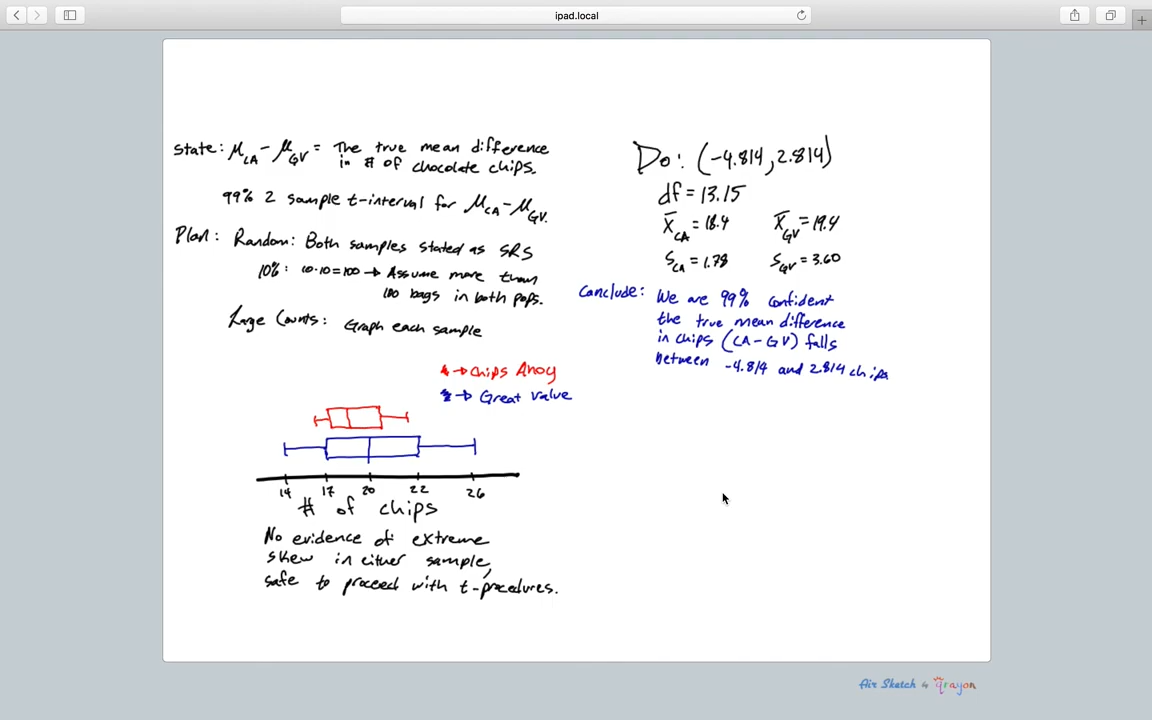 ipad.local
State: μCA - μGV = The true mean difference
in # of chocolate chips.
99% 2 sample t-interval for μCA - μGV.
Plan: Random: Both samples stated as SRS
10%: 10·10=100 → Assume more than
100 bags in both pops.
Large Counts: Graph each sample
→ Chips Ahoy
→ Great Value
14 17 20 22 26
# of chips
No evidence of extreme
skew in either sample,
safe to proceed with t-procedures.
Do: (-4.814, 2.814)
df = 13.15
x̄CA = 18.4 x̄GV = 19.4
SCA = 1.78 SGV = 3.60
Conclude: We are 99% confident
the true mean difference
in chips (CA-GV) falls
between -4.814 and 2.814 chips
Air Sketch by qrayon